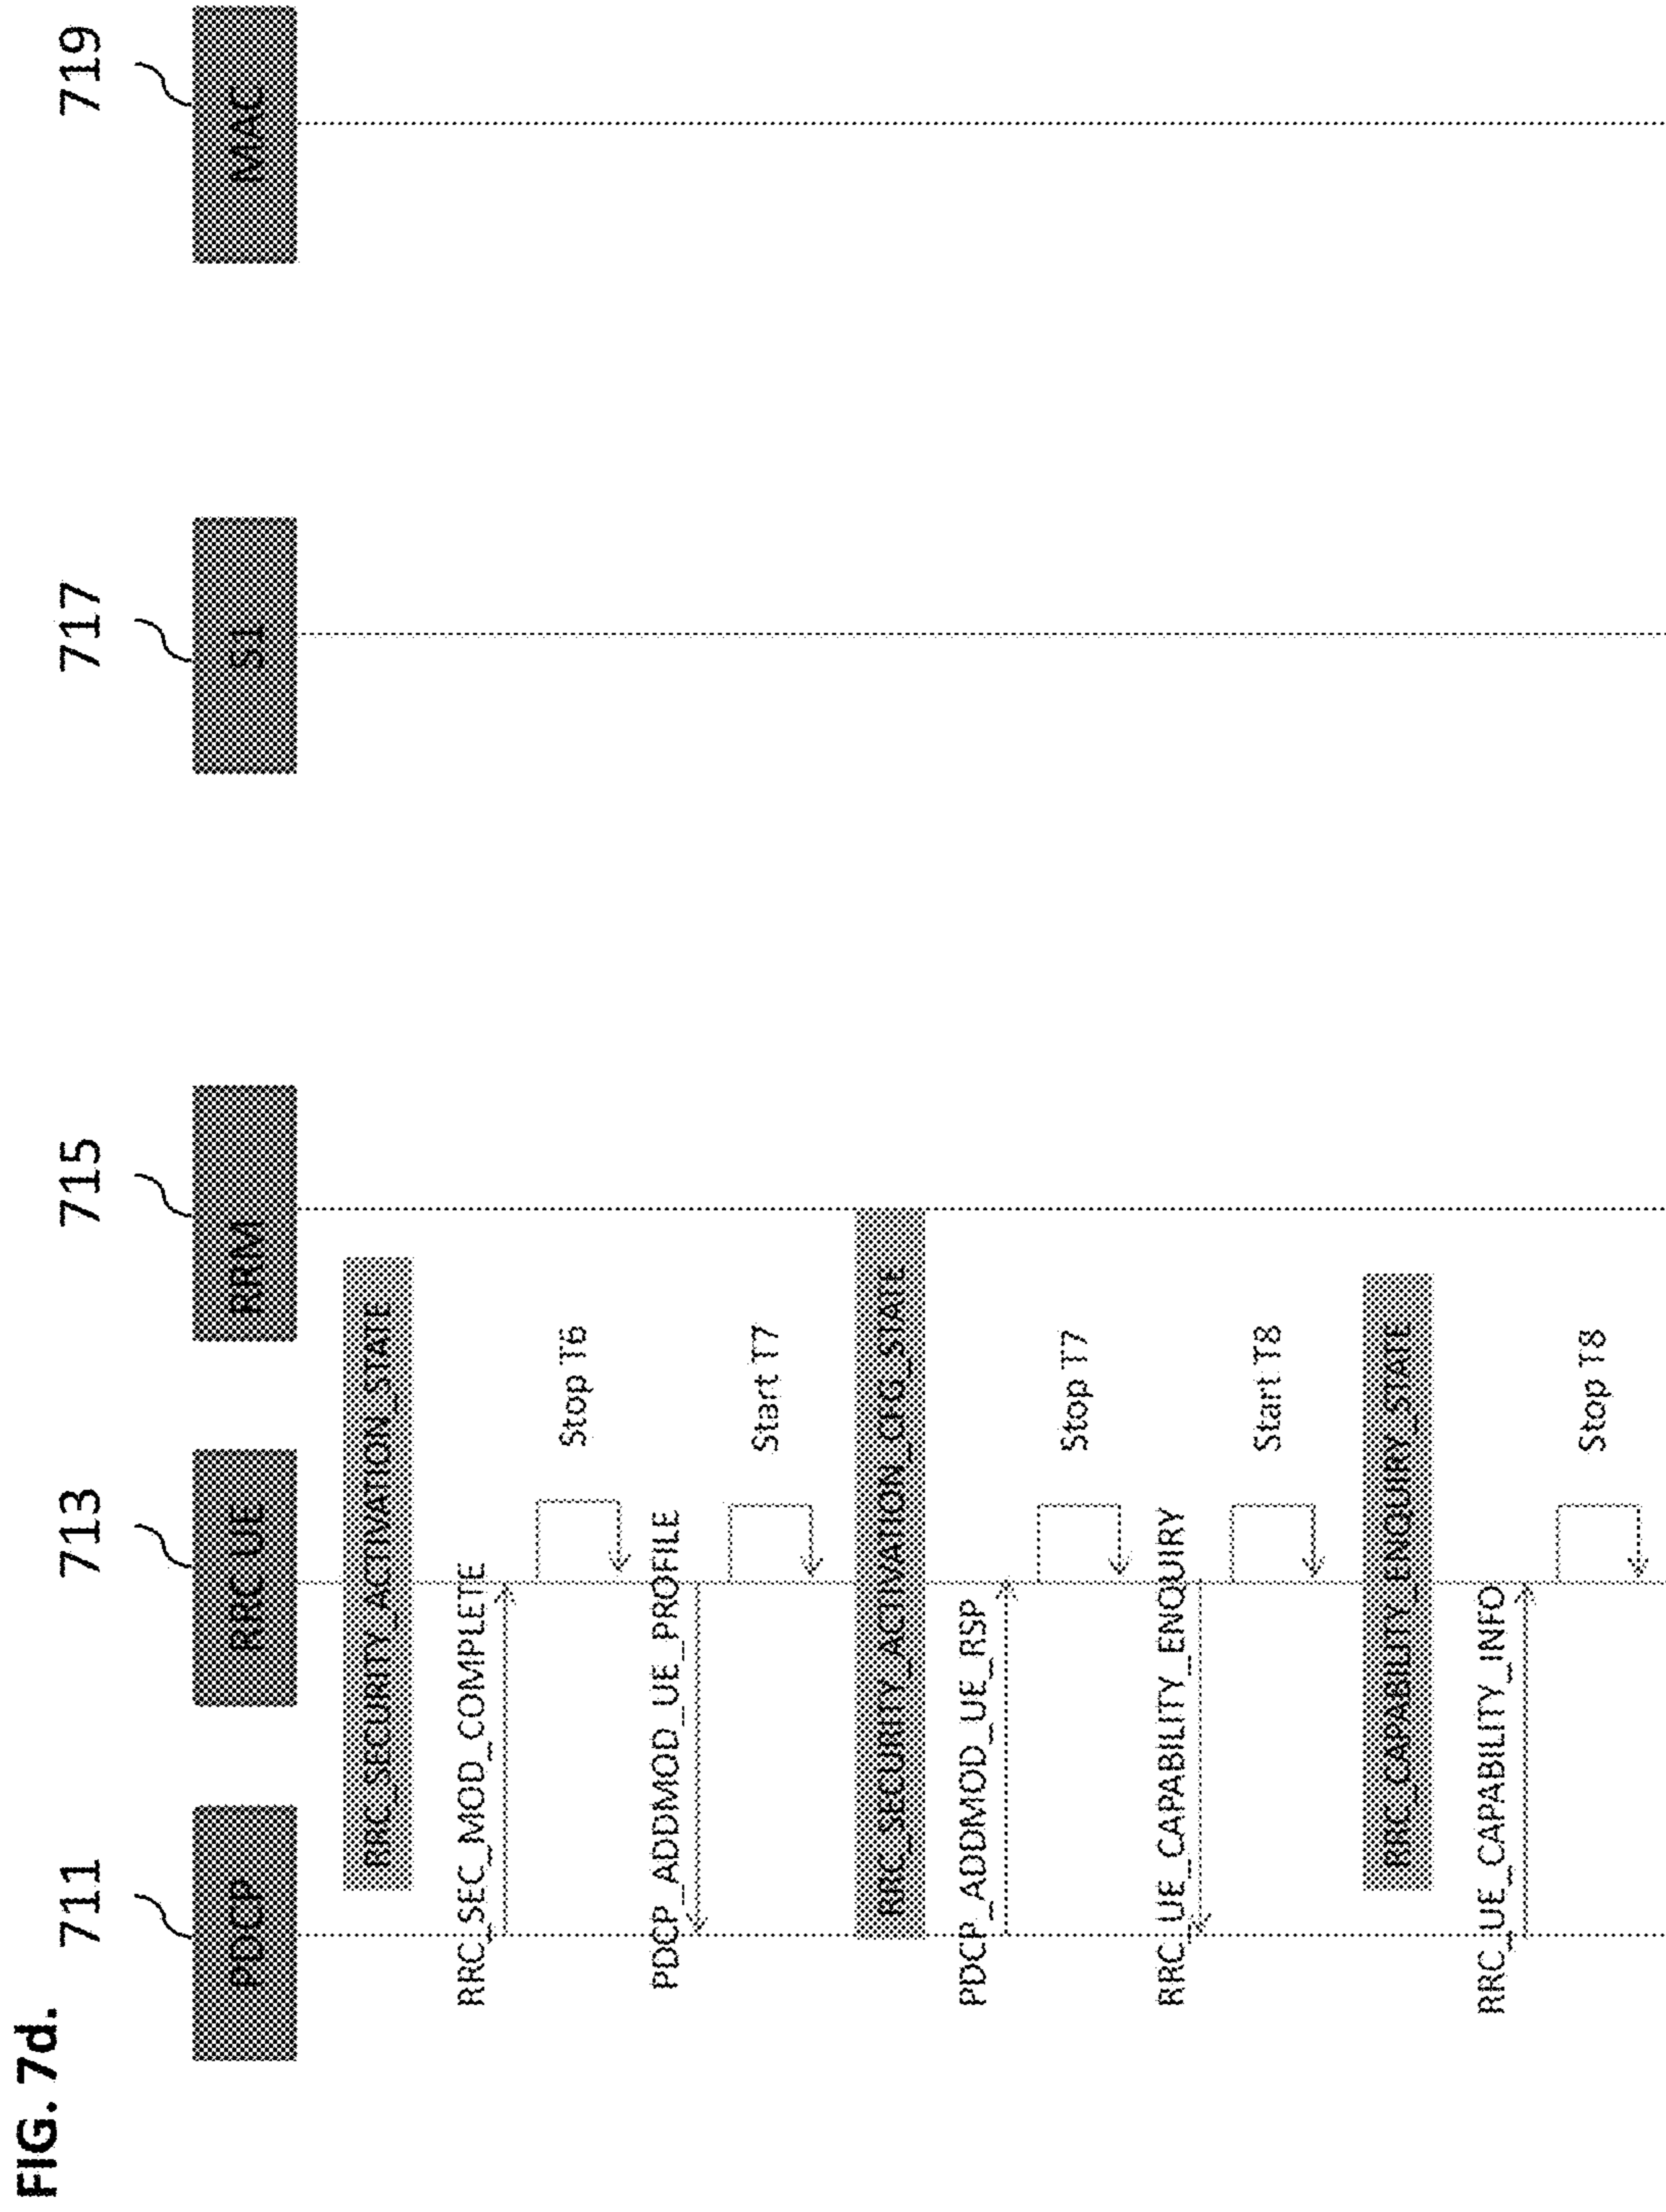 FIG. 7d.
711
713
715
717
719
PDCP
RRC UE
RRM
S1
MAC
RRC_SECURITY_ACTIVATION_STATE
RRC_SEC_MOD_COMPLETE
Stop T6
PDCP_ADDMOD_UE_PROFILE
Start T7
RRC_SECURITY_ACTIVATION_CFG_STATE
PDCP_ADDMOD_UE_RSP
Stop T7
RRC_UE_CAPABILITY_ENQUIRY
Start T8
RRC_CAPABILITY_ENQUIRY_STATE
RRC_UE_CAPABILITY_INFO
Stop T8